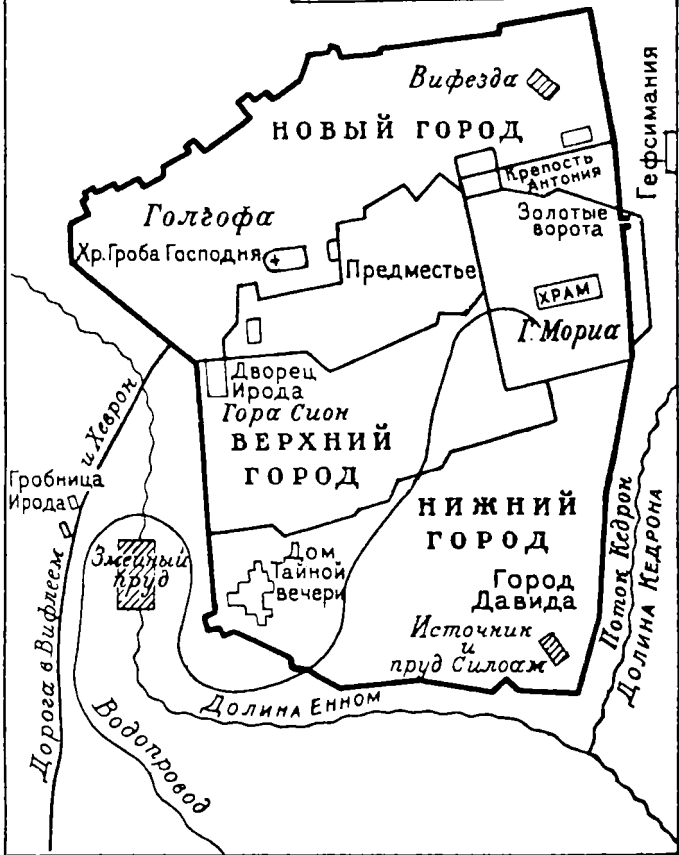 Вифезда
НОВЫЙ ГОРОД
Гефсимания
Крепость
Антония
Голгофа
Золотые
ворота
Хр. Гроба Господня
Предместье
ХРАМ
Г. Мориа
Дворец
Ирода
Гора Сион
ВЕРХНИЙ
ГОРОД
Гробница
Ирода
НИЖНИЙ
ГОРОД
Змеиный
пруд
Дом
Тайной
вечери
Город
Давида
Источник
и
пруд Силоам
Поток Кедрон
Долина Кедрона
Долина Енном
Водопровод
Дорога в Вифлеем и Хеврон